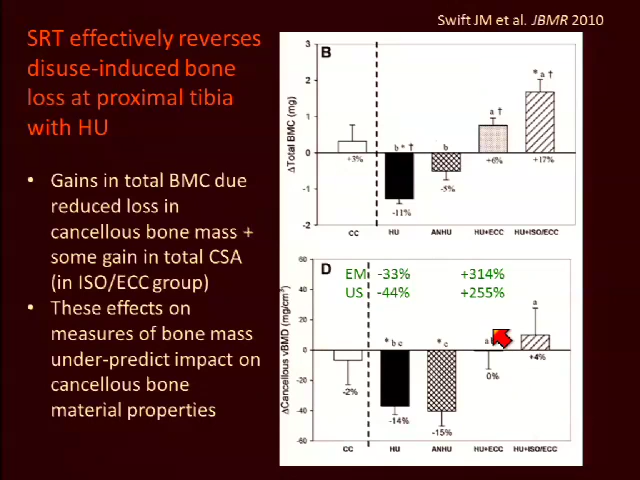 Swift JM et al. JBMR 2010
SRT effectively reverses
disuse-induced bone
loss at proximal tibia
with HU
• Gains in total BMC due
reduced loss in
cancellous bone mass +
some gain in total CSA
(in ISO/ECC group)
• These effects on
measures of bone mass
under-predict impact on
cancellous bone
material properties
B
ΔTotal BMC (mg)
3
2
1
0
-1
-2
+3%
b * †
-11%
b
-5%
a †
+6%
* a †
+17%
CC HU ANHU HU+ECC HU+ISO/ECC
D
EM -33% +314%
US -44% +255%
ΔCancellous vBMD (mg/cm³)
60
40
20
0
-20
-40
-60
-2%
* b c
-14%
* c
-15%
a
0%
a
+4%
CC HU ANHU HU+ECC HU+ISO/ECC